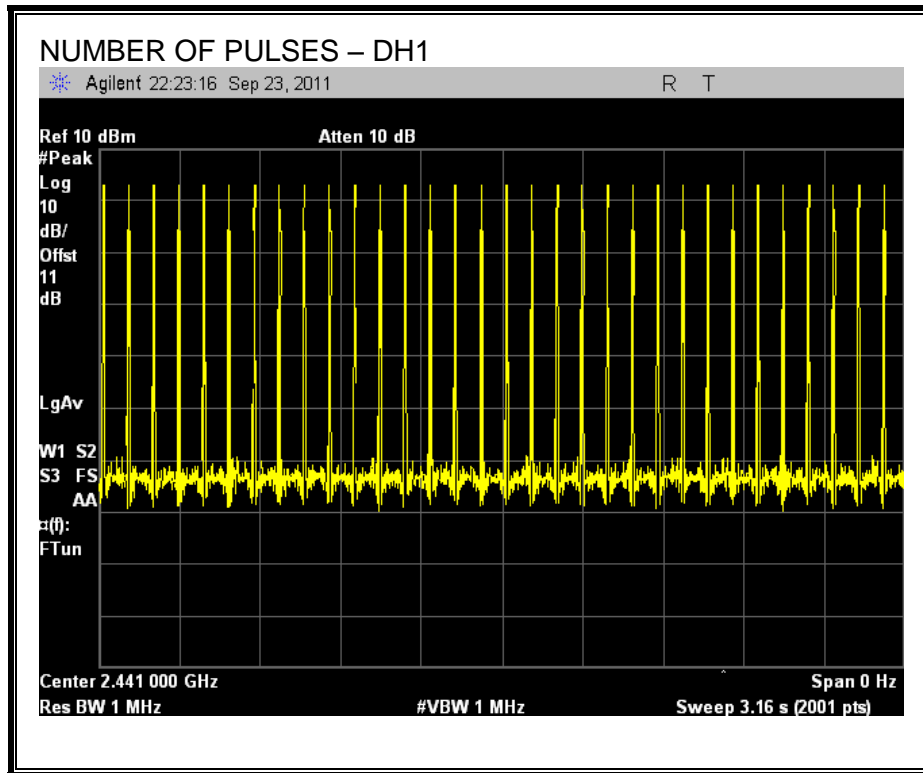 NUMBER OF PULSES – DH1
Agilent 22:23:16 Sep 23, 2011 R T
Ref 10 dBm Atten 10 dB
#Peak
Log
10
dB/
Offst
11
dB
LgAv
W1 S2
S3 FS
AA
¤(f):
FTun
Center 2.441 000 GHz Span 0 Hz
Res BW 1 MHz #VBW 1 MHz Sweep 3.16 s (2001 pts)